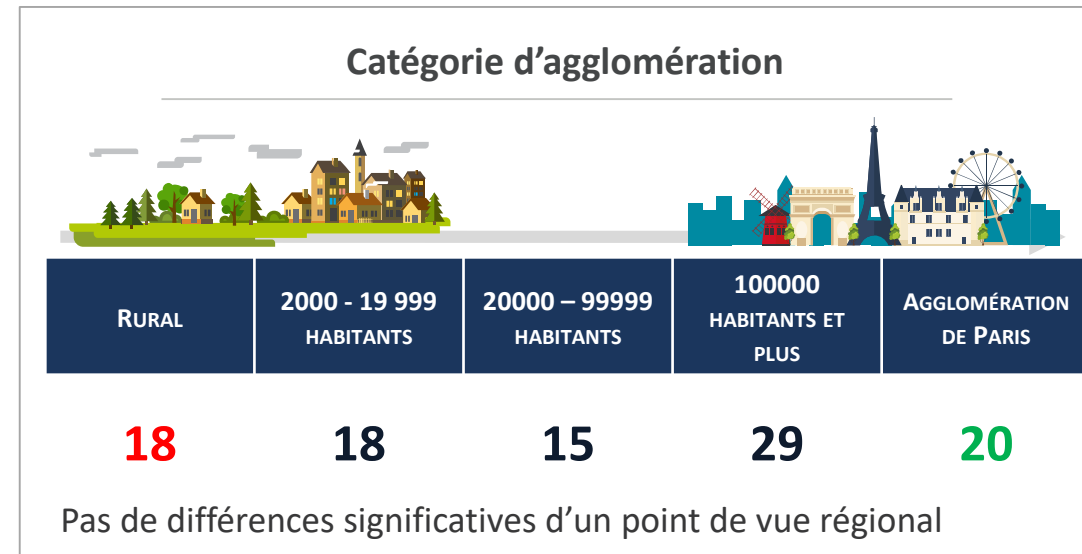 Catégorie d'agglomération
RURAL
2000 - 19 999
HABITANTS
20000 – 99999
HABITANTS
100000
HABITANTS ET
PLUS
AGGLOMÉRATION
DE PARIS
18
18
15
29
20
Pas de différences significatives d'un point de vue régional